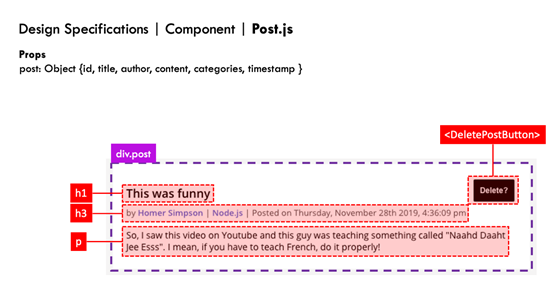 Design Specifications | Component | Post.js
Props
post: Object {id, title, author, content, categories, timestamp }
<DeletePostButton>
div.post
h1
This was funny
Delete?
h3
by Homer Simpson | Node.js | Posted on Thursday, November 28th 2019, 4:36:09 pm
p
So, I saw this video on Youtube and this guy was teaching something called "Naahd Daaht
Jee Esss". I mean, if you have to teach French, do it properly!